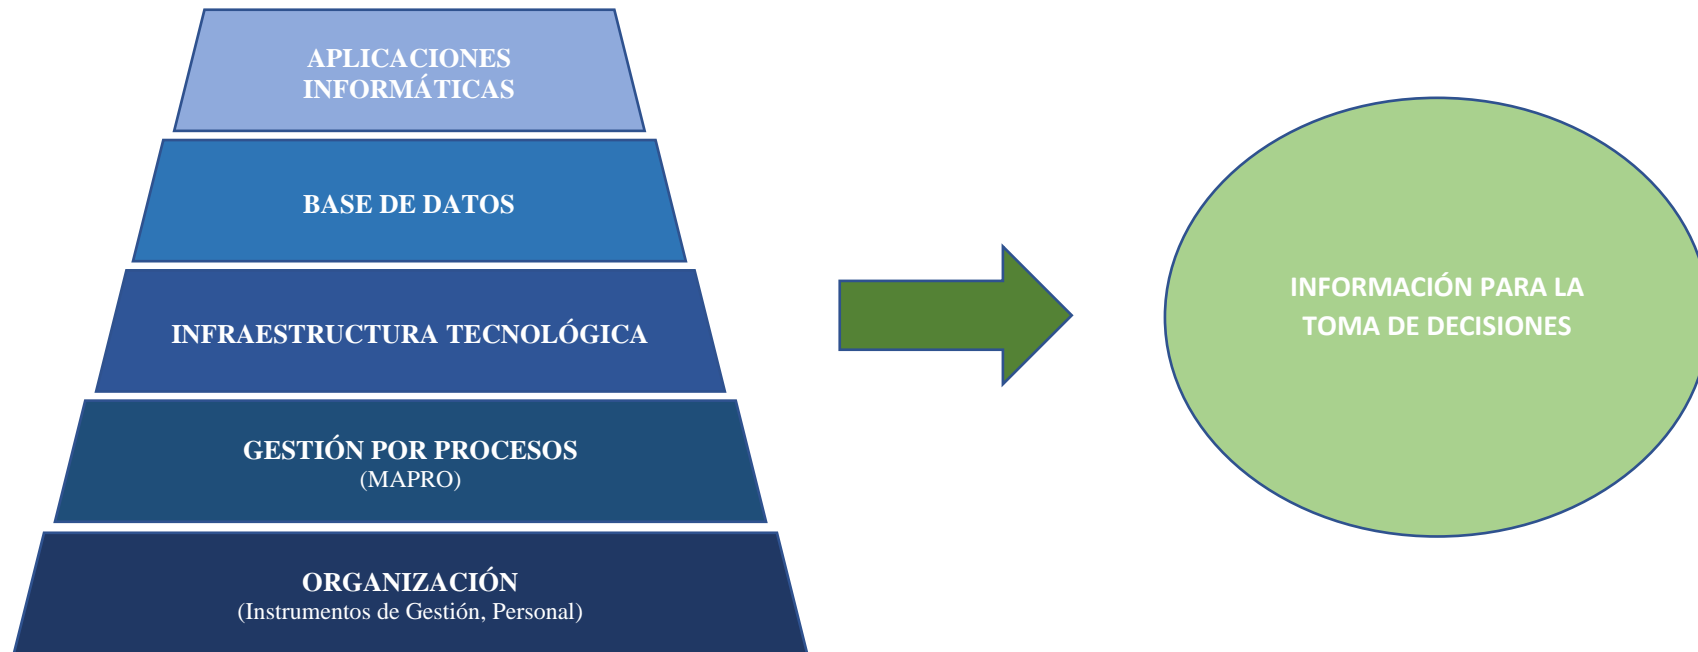 APLICACIONES
INFORMÁTICAS
BASE DE DATOS
INFRAESTRUCTURA TECNOLÓGICA
GESTIÓN POR PROCESOS
(MAPRO)
ORGANIZACIÓN
(Instrumentos de Gestión, Personal)
INFORMACIÓN PARA LA
TOMA DE DECISIONES